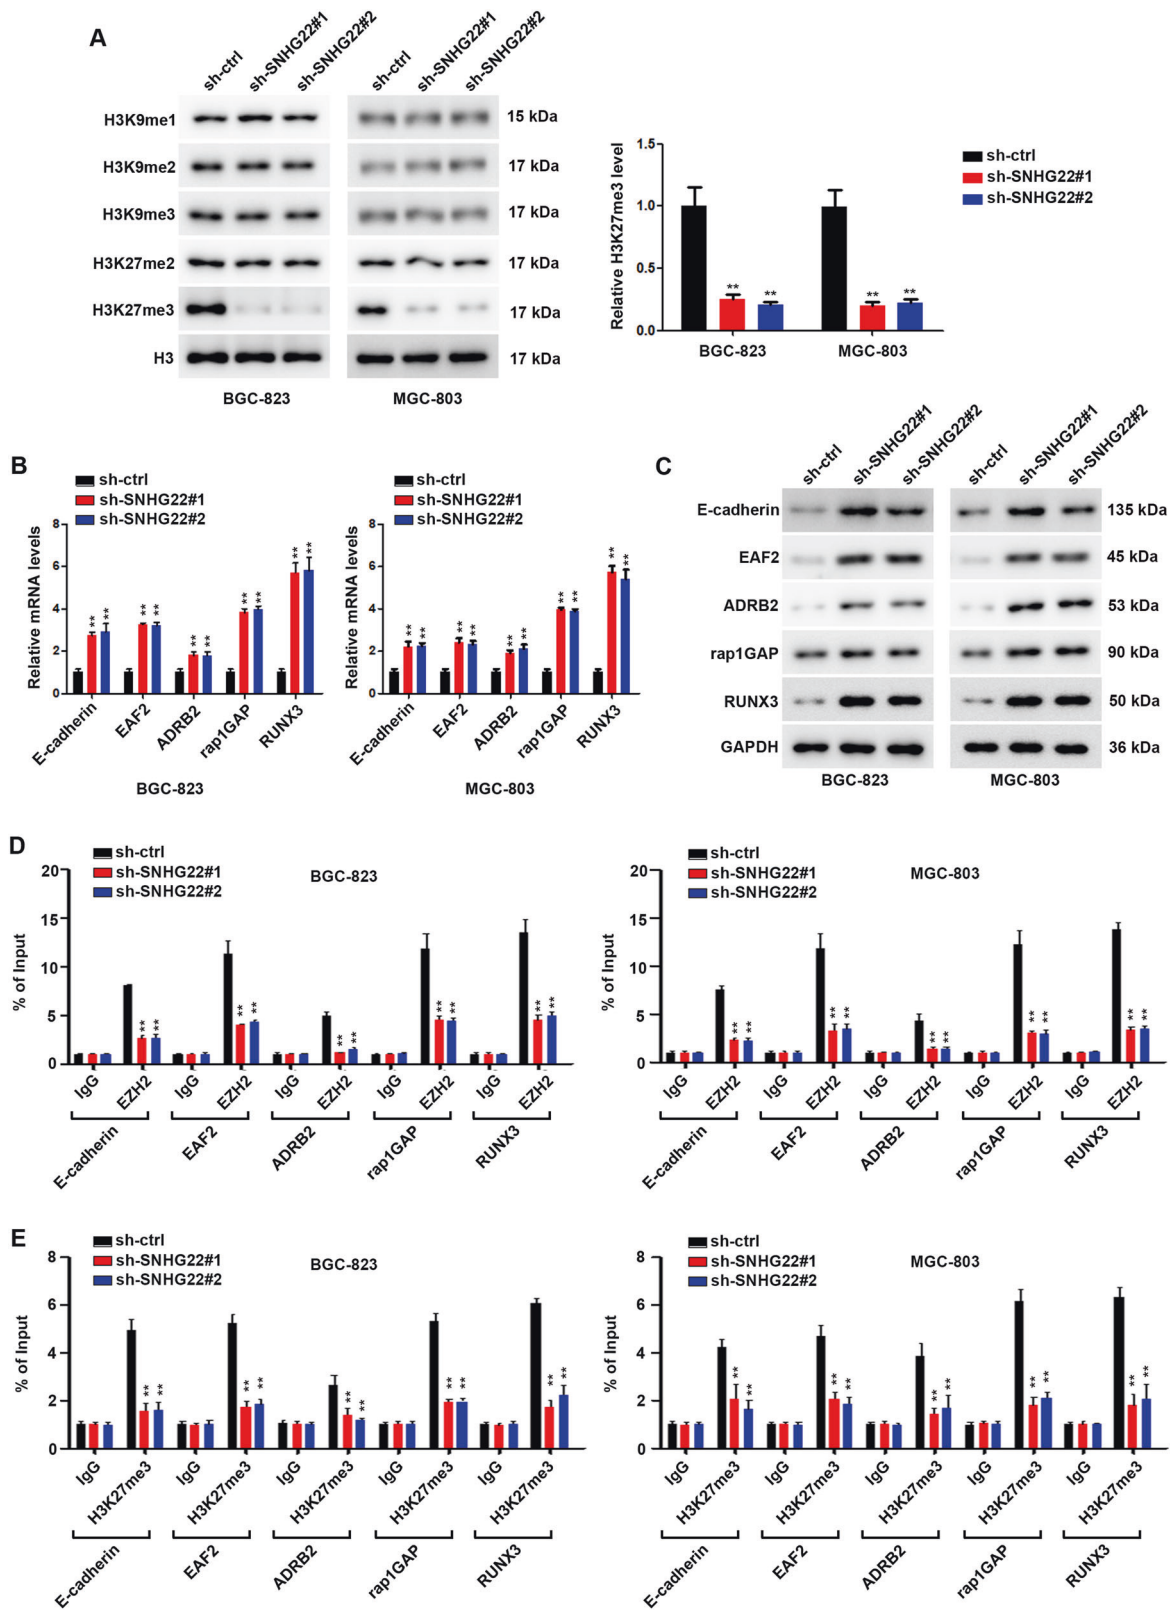 A
sh-ctrl
sh-SNHG22#1
sh-SNHG22#2
sh-ctrl
sh-SNHG22#1
sh-SNHG22#2
H3K9me1
15 kDa
H3K9me2
17 kDa
H3K9me3
17 kDa
H3K27me2
17 kDa
H3K27me3
17 kDa
H3
17 kDa
BGC-823
MGC-803
Relative H3K27me3 level
1.5
1.0
0.5
0.0
** ** ** **
BGC-823
MGC-803
sh-ctrl
sh-SNHG22#1
sh-SNHG22#2
B
sh-ctrl
sh-SNHG22#1
sh-SNHG22#2
Relative mRNA levels
8
6
4
2
0
** ** ** ** ** ** ** ** ** **
E-cadherin
EAF2
ADRB2
rap1GAP
RUNX3
BGC-823
sh-ctrl
sh-SNHG22#1
sh-SNHG22#2
Relative mRNA levels
8
6
4
2
0
** ** ** ** ** ** ** ** ** **
E-cadherin
EAF2
ADRB2
rap1GAP
RUNX3
MGC-803
C
sh-ctrl
sh-SNHG22#1
sh-SNHG22#2
sh-ctrl
sh-SNHG22#1
sh-SNHG22#2
E-cadherin
135 kDa
EAF2
45 kDa
ADRB2
53 kDa
rap1GAP
90 kDa
RUNX3
50 kDa
GAPDH
36 kDa
BGC-823
MGC-803
D
sh-ctrl
sh-SNHG22#1
sh-SNHG22#2
BGC-823
% of Input
20
15
10
5
0
** ** ** ** ** ** ** ** ** **
IgG
EZH2
IgG
EZH2
IgG
EZH2
IgG
EZH2
IgG
EZH2
E-cadherin
EAF2
ADRB2
rap1GAP
RUNX3
sh-ctrl
sh-SNHG22#1
sh-SNHG22#2
MGC-803
% of Input
20
15
10
5
0
** ** ** ** ** ** ** ** ** **
IgG
EZH2
IgG
EZH2
IgG
EZH2
IgG
EZH2
IgG
EZH2
E-cadherin
EAF2
ADRB2
rap1GAP
RUNX3
E
sh-ctrl
sh-SNHG22#1
sh-SNHG22#2
BGC-823
% of Input
8
6
4
2
0
** ** ** ** ** ** ** ** ** **
IgG
H3K27me3
IgG
H3K27me3
IgG
H3K27me3
IgG
H3K27me3
IgG
H3K27me3
E-cadherin
EAF2
ADRB2
rap1GAP
RUNX3
sh-ctrl
sh-SNHG22#1
sh-SNHG22#2
MGC-803
% of Input
8
6
4
2
0
** ** ** ** ** ** ** ** ** **
IgG
H3K27me3
IgG
H3K27me3
IgG
H3K27me3
IgG
H3K27me3
IgG
H3K27me3
E-cadherin
EAF2
ADRB2
rap1GAP
RUNX3